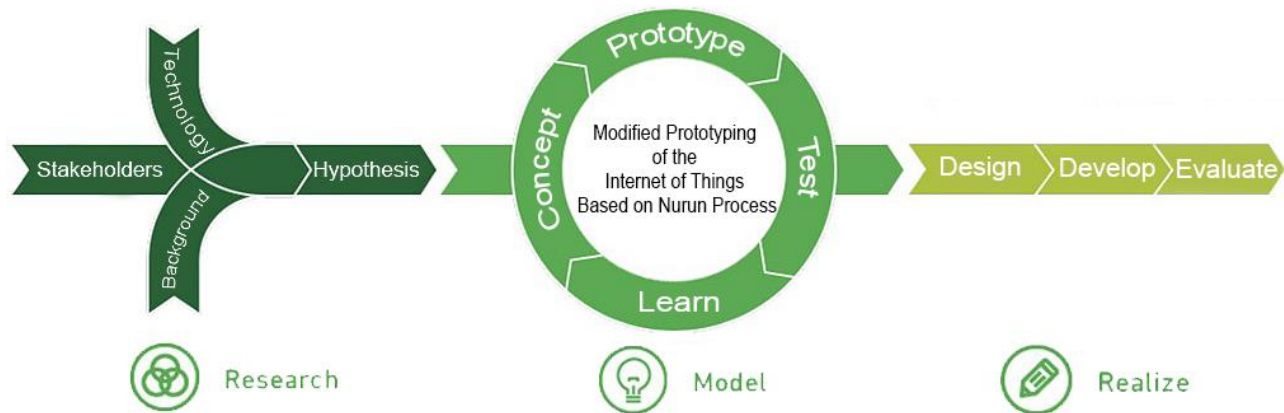 Technology
Stakeholders
Background
Hypothesis
Concept
Prototype
Test
Learn
Modified Prototyping
of the
Internet of Things
Based on Nurun Process
Design
Develop
Evaluate
Research
Model
Realize